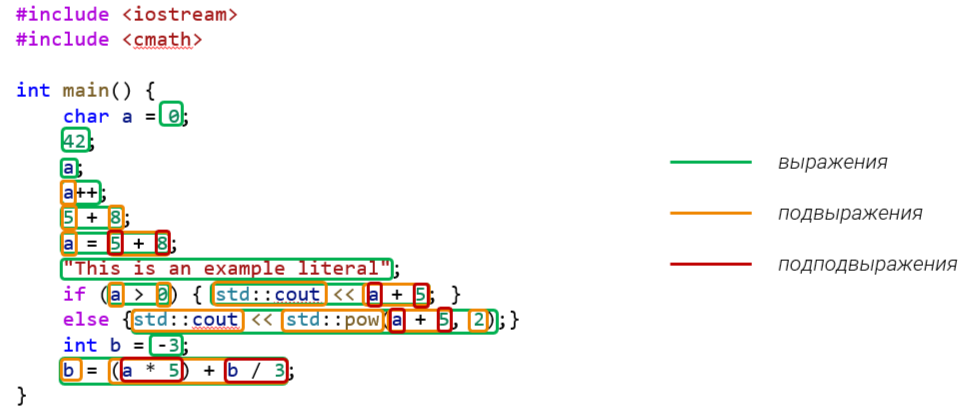 #include <iostream>
#include <cmath>
int main() {
char a = 0;
42;
a;
a++;
5 + 8;
a = 5 + 8;
"This is an example literal";
if (a > 0) { std::cout << a + 5; }
else {std::cout << std::pow(a + 5, 2);}
int b = -3;
b = (a * 5) + b / 3;
}
выражения
подвыражения
подподвыражения